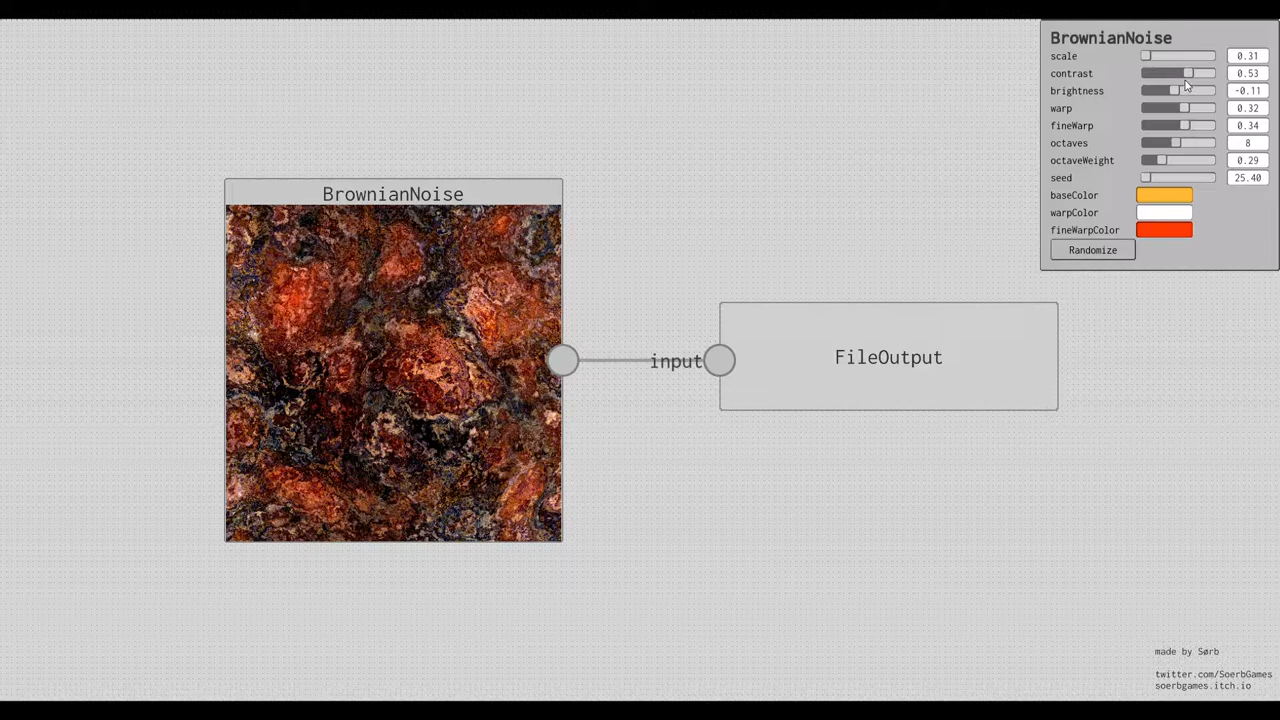 BrownianNoise
scale 0.31
contrast 0.53
brightness -0.11
warp 0.32
fineWarp 0.34
octaves 8
octaveWeight 0.29
seed 25.40
baseColor
warpColor
fineWarpColor
Randomize
BrownianNoise
input
FileOutput
made by Sørb
twitter.com/SoerbGames
soerbgames.itch.io